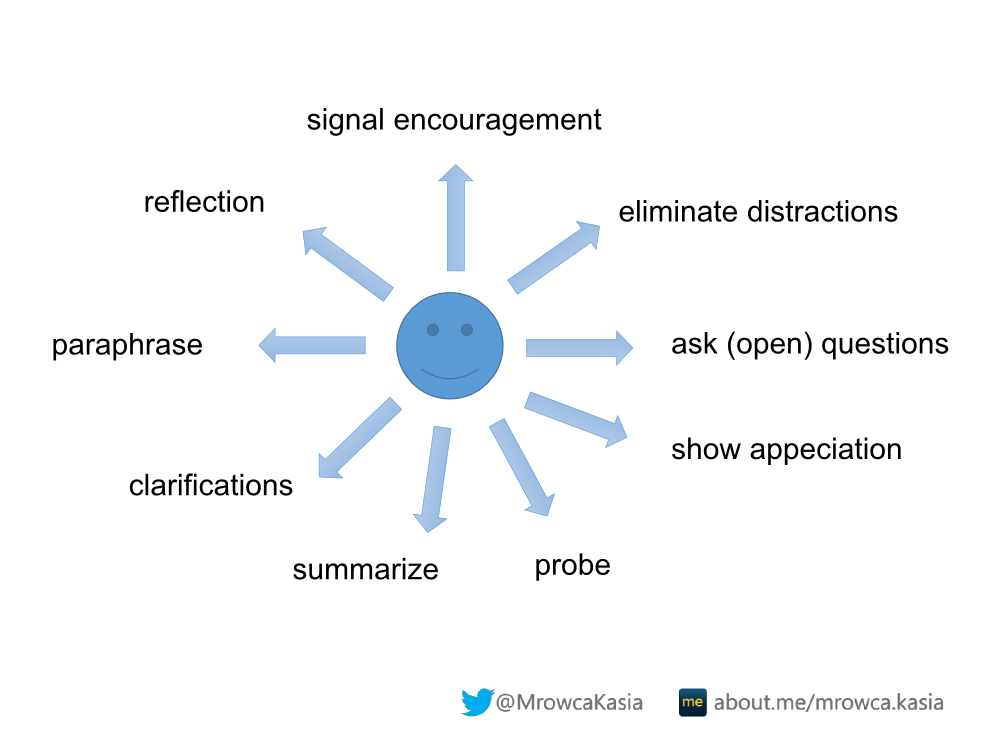 signal encouragement
reflection
eliminate distractions
paraphrase
ask (open) questions
show appeciation
clarifications
summarize
probe
@MrowcaKasia
me about.me/mrowca.kasia